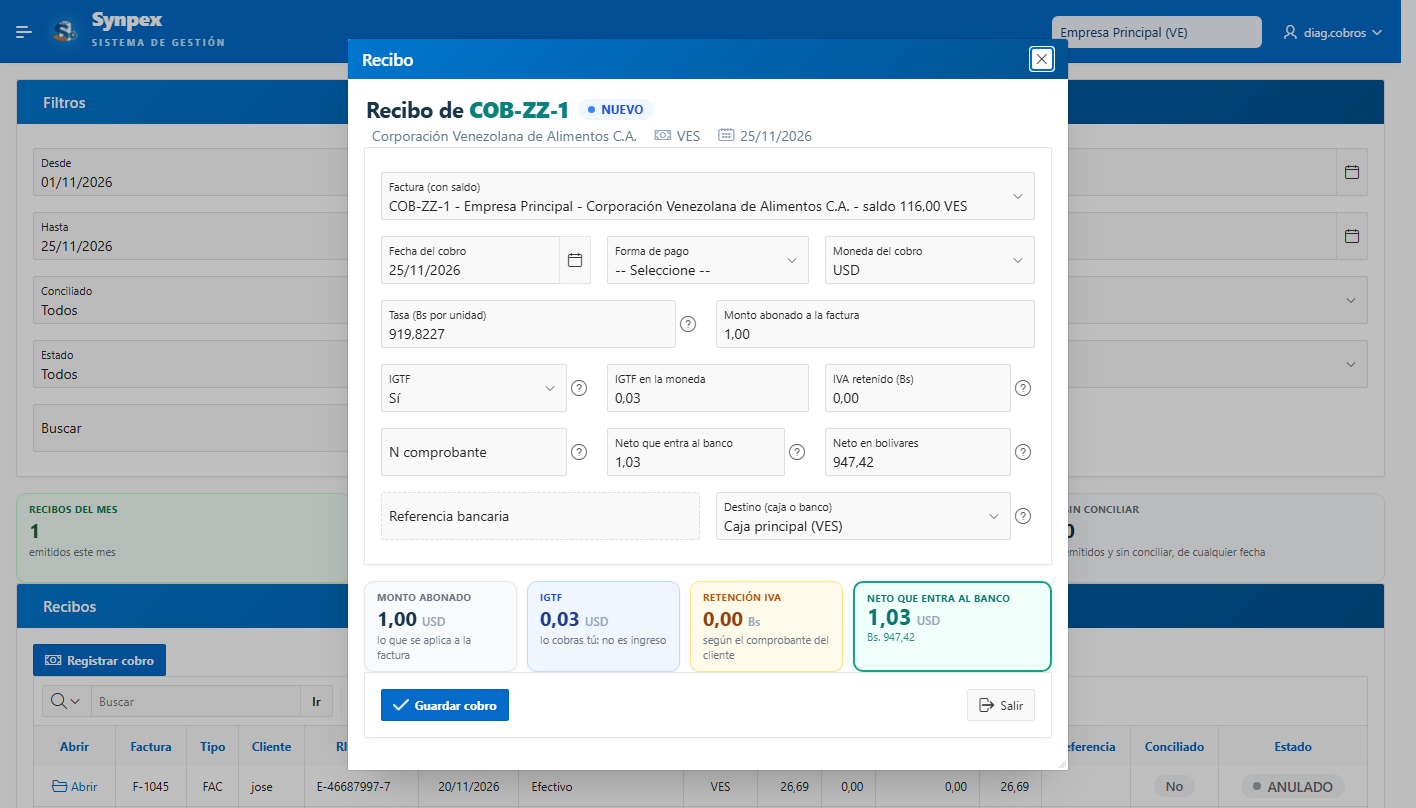 Synpex
SISTEMA DE GESTIÓN
Empresa Principal (VE)
diag.cobros
Recibo
Filtros
Recibo de COB-ZZ-1 NUEVO
Corporación Venezolana de Alimentos C.A. VES 25/11/2026
Desde
01/11/2026
Hasta
25/11/2026
Conciliado
Todos
Estado
Todos
Buscar
Factura (con saldo)
COB-ZZ-1 - Empresa Principal - Corporación Venezolana de Alimentos C.A. - saldo 116,00 VES
Fecha del cobro
25/11/2026
Forma de pago
-- Seleccione --
Moneda del cobro
USD
Tasa (Bs por unidad)
919,8227
Monto abonado a la factura
1,00
IGTF
Sí
IGTF en la moneda
0,03
IVA retenido (Bs)
0,00
N comprobante
Neto que entra al banco
1,03
Neto en bolivares
947,42
Referencia bancaria
Destino (caja o banco)
Caja principal (VES)
RECIBOS DEL MES
1
emitidos este mes
SIN CONCILIAR
0
emitidos y sin conciliar, de cualquier fecha
MONTO ABONADO
1,00 USD
lo que se aplica a la
factura
IGTF
0,03 USD
lo cobras tú: no es ingreso
RETENCIÓN IVA
0,00 Bs
según el comprobante del
cliente
NETO QUE ENTRA AL BANCO
1,03 USD
Bs. 947,42
Recibos
Registrar cobro
Buscar
Ir
Guardar cobro
Salir
Abrir Factura Tipo Cliente Conciliado Estado
Abrir F-1045 FAC jose E-46687997-7 20/11/2026 Efectivo VES 26,69 0,00 0,00 26,69 No ANULADO